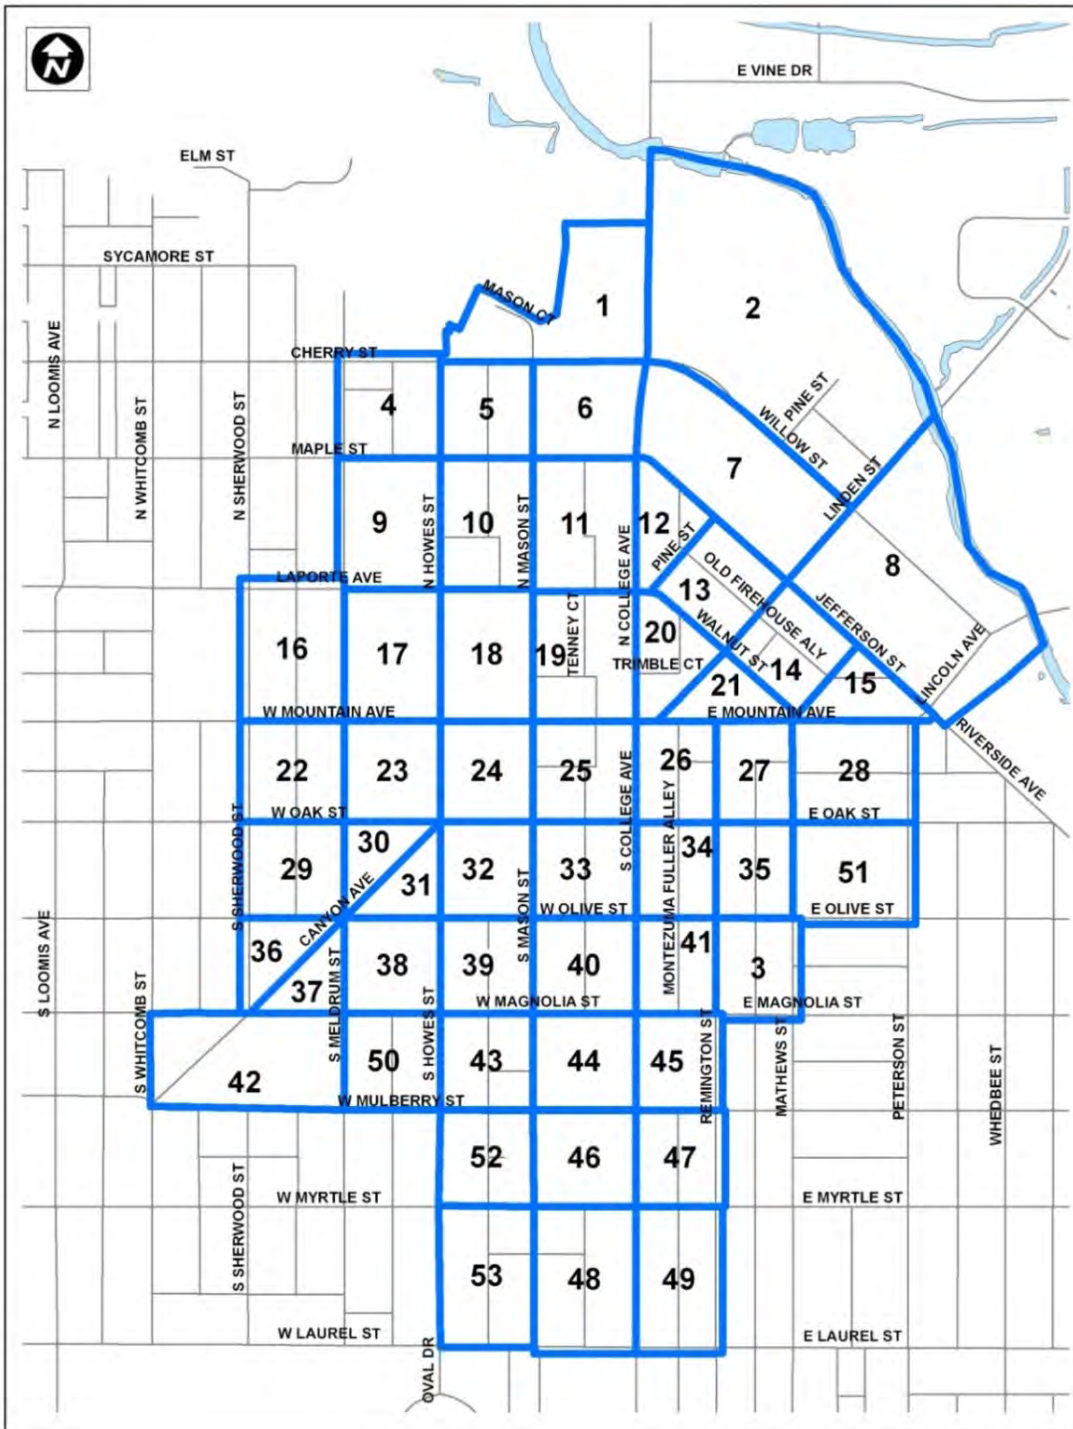 N
E VINE DR
ELM ST
SYCAMORE ST
MASON CT
1
2
N LOOMIS AVE
CHERRY ST
N WHITCOMB ST
N SHERWOOD ST
4
5
6
PINE ST
WILLOW ST
MAPLE ST
7
LINDEN ST
9
N HOWES ST
10
N MASON ST
11
N COLLEGE AVE
12
PINE ST
OLD FIREHOUSE ALY
8
LAPORTE AVE
13
JEFFERSON ST
TENNEY CT
WALNUT ST
16
17
18
19
20
TRIMBLE CT
14
15
LINCOLN AVE
21
W MOUNTAIN AVE
E MOUNTAIN AVE
RIVERSIDE AVE
22
23
24
25
S COLLEGE AVE
26
MONTEZUMA FULLER ALLEY
27
28
W OAK ST
E OAK ST
S SHERWOOD ST
30
29
CANYON AVE
31
32
S MASON ST
33
34
35
51
W OLIVE ST
E OLIVE ST
S LOOMIS AVE
36
37
S MELDRUM ST
38
39
40
41
3
W MAGNOLIA ST
E MAGNOLIA ST
S WHITCOMB ST
42
50
S HOWES ST
43
44
45
REMINGTON ST
MATHEWS ST
PETERSON ST
WHEDBEE ST
W MULBERRY ST
52
46
47
S SHERWOOD ST
W MYRTLE ST
E MYRTLE ST
53
48
49
W LAUREL ST
E LAUREL ST
OVAL DR